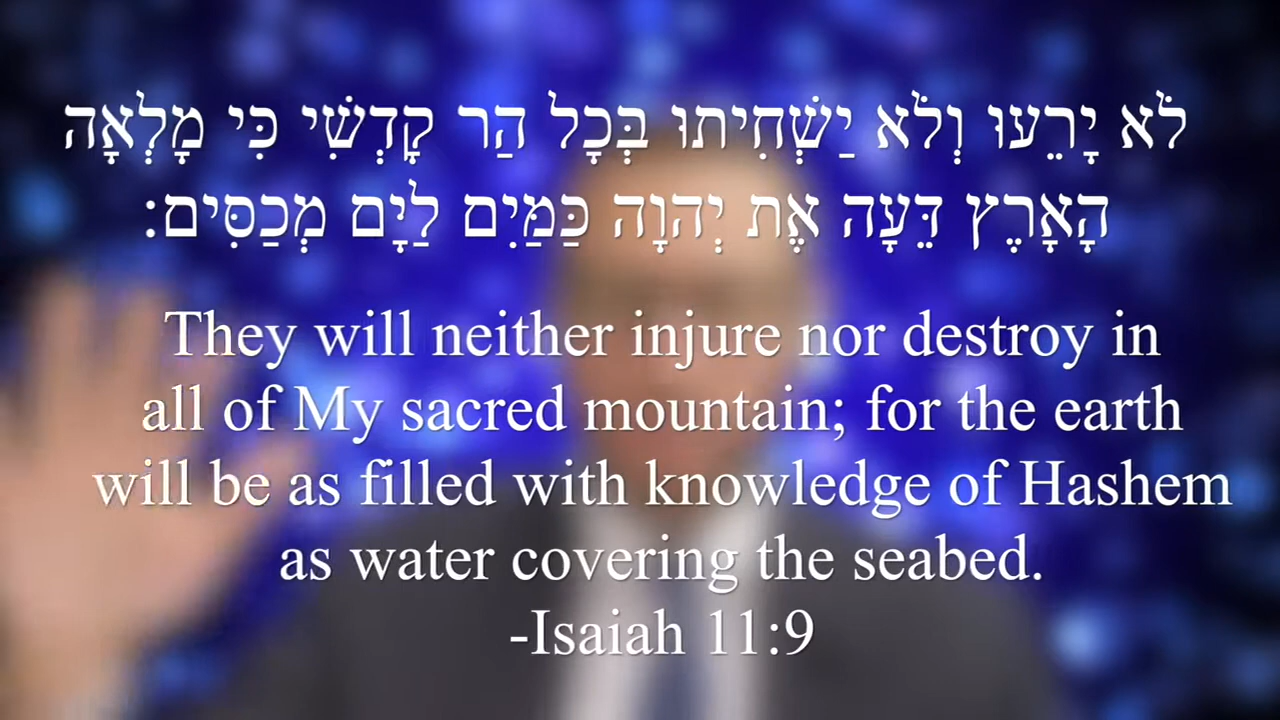 לֹא יָרֵעוּ וְלֹא יַשְׁחִיתוּ בְּכָל הַר קָדְשִׁי כִּי מָלְאָה
הָאָרֶץ דֵּעָה אֶת יְהוָה כַּמַּיִם לַיָּם מְכַסִּים:
They will neither injure nor destroy in
all of My sacred mountain; for the earth
will be as filled with knowledge of Hashem
as water covering the seabed.
-Isaiah 11:9